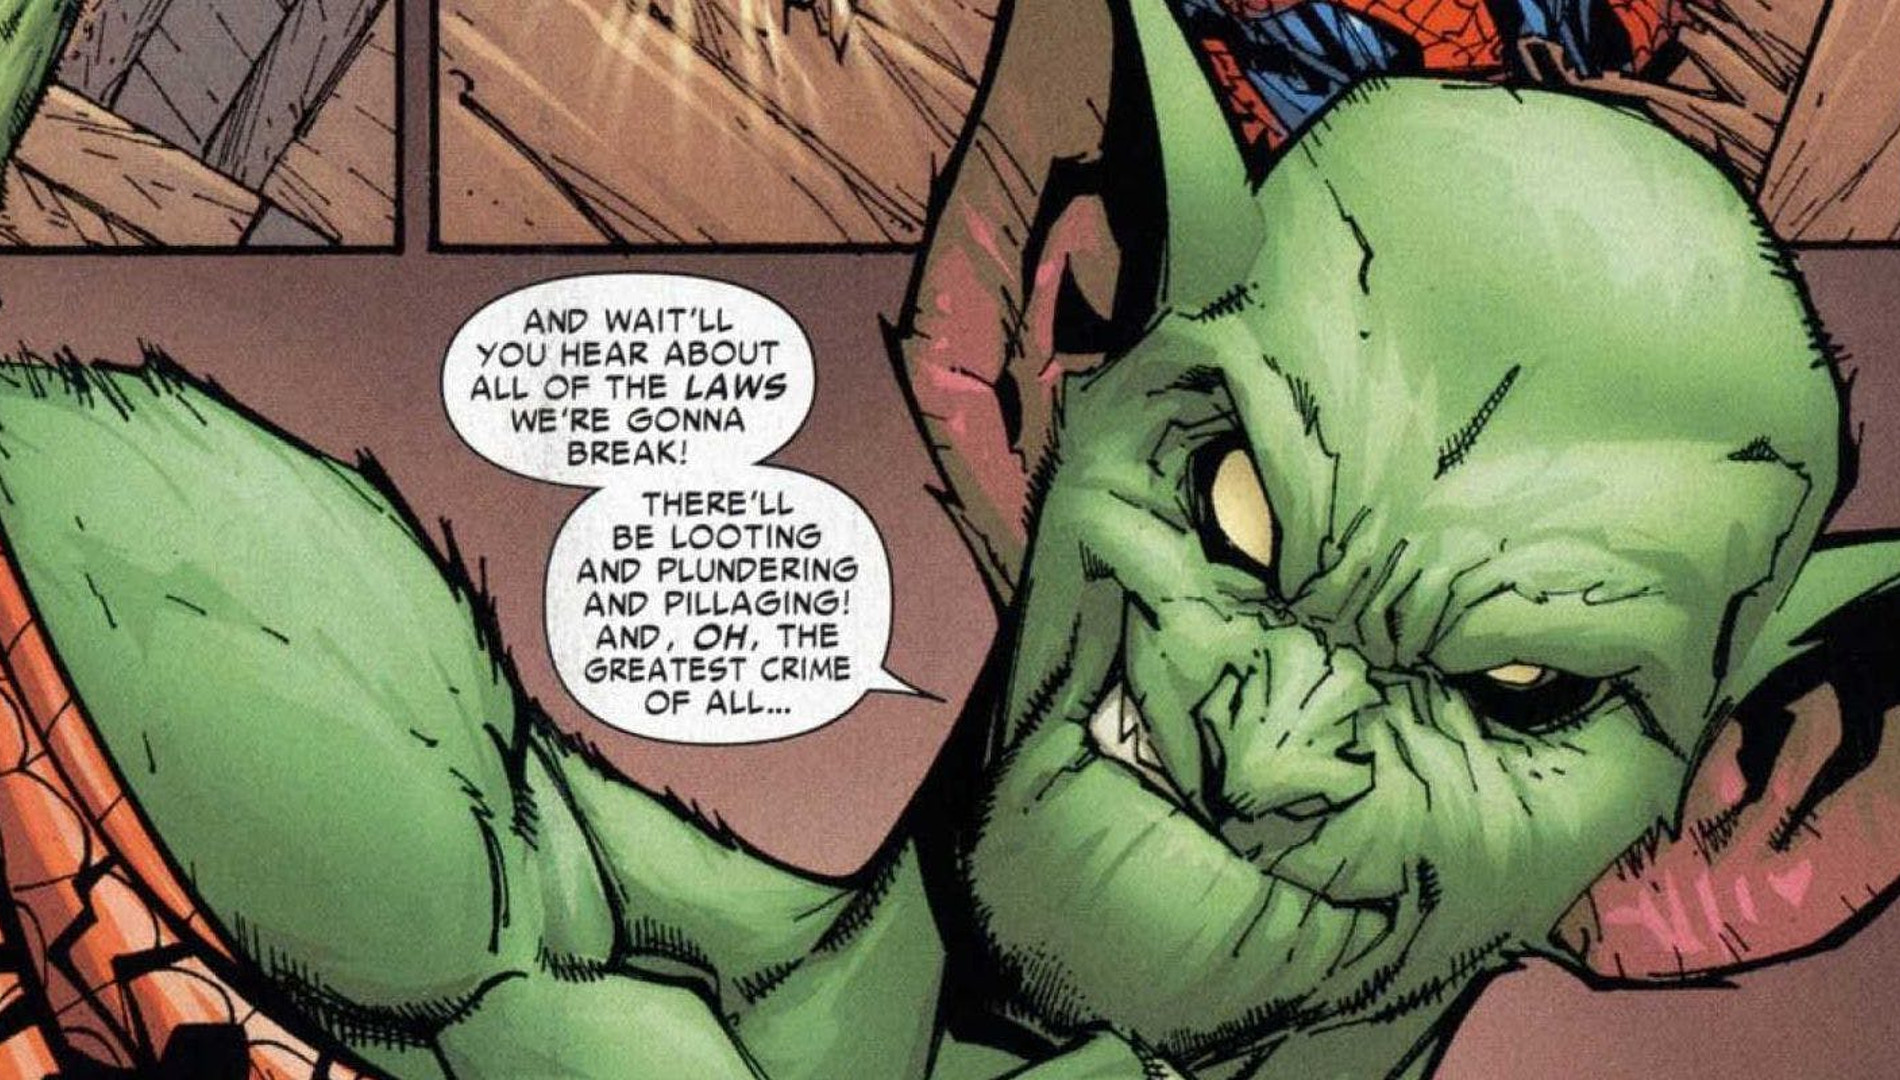 AND WAIT'LL
YOU HEAR ABOUT
ALL OF THE LAWS
WE'RE GONNA
BREAK!
THERE'LL
BE LOOTING
AND PLUNDERING
AND PILLAGING!
AND, OH, THE
GREATEST CRIME
OF ALL...